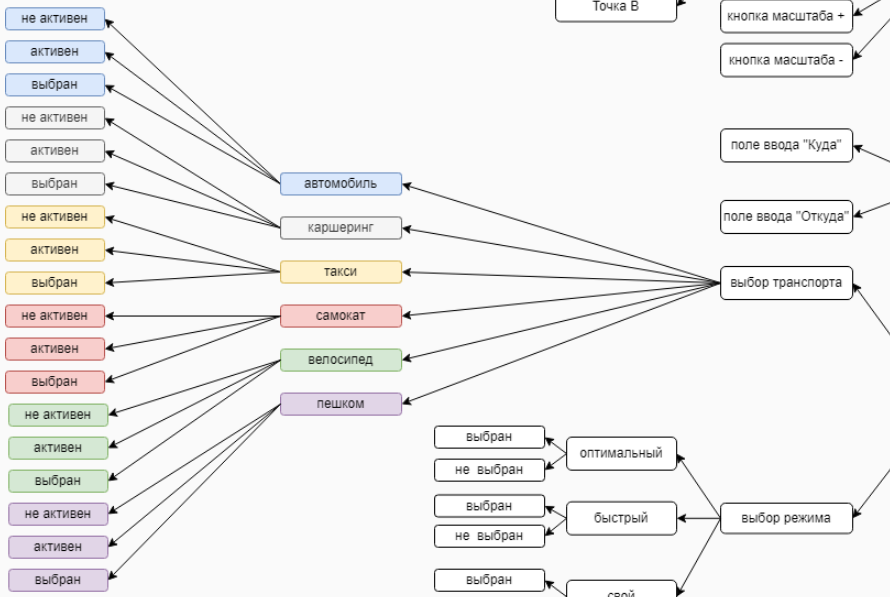 не активен
активен
выбран
не активен
активен
выбран
не активен
активен
выбран
не активен
активен
выбран
не активен
активен
выбран
не активен
активен
выбран
автомобиль
каршеринг
такси
самокат
велосипед
пешком
Точка B
кнопка масштаба +
кнопка масштаба -
поле ввода "Куда"
поле ввода "Откуда"
выбор транспорта
выбран
не выбран
выбран
не выбран
выбран
оптимальный
быстрый
свой
выбор режима